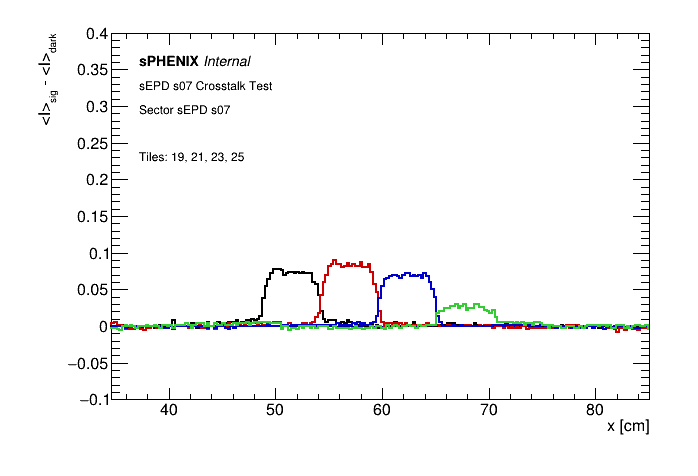 0.4
0.35
0.3
0.25
0.2
0.15
0.1
0.05
0
−0.05
−0.1
<I>sig - <I>dark
sPHENIX Internal
sEPD s07 Crosstalk Test
Sector sEPD s07
Tiles: 19, 21, 23, 25
40 50 60 70 80
x [cm]